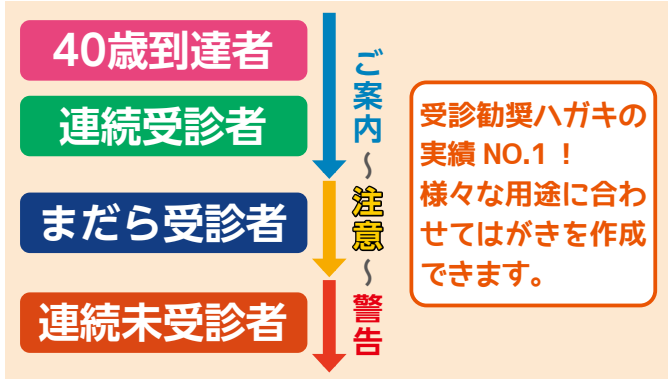 40歳到達者
連続受診者
まだら受診者
連続未受診者
ご案内～注意～警告
受診勧奨ハガキの
実績 NO.1 ！
様々な用途に合わ
せてはがきを作成
できます。